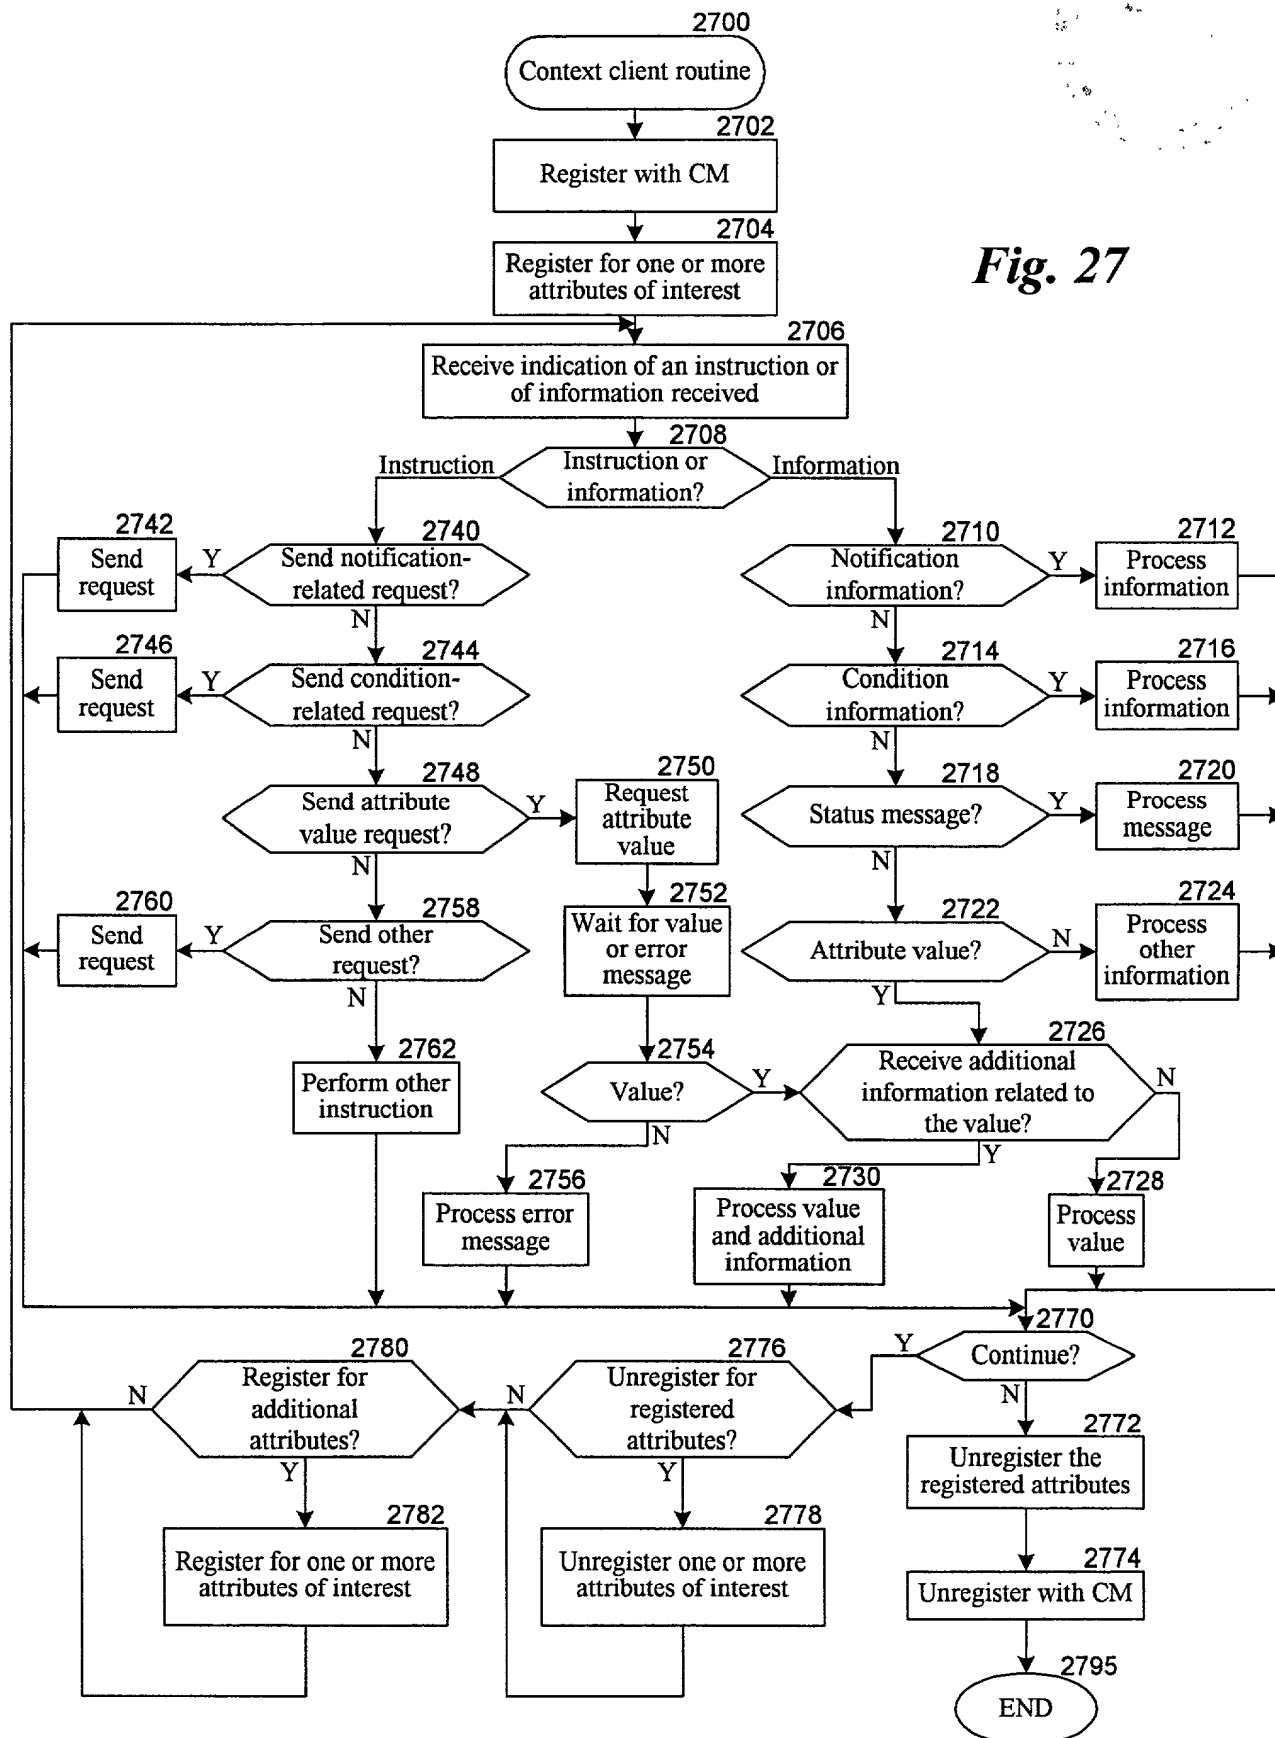 2700
Context client routine
2702
Register with CM
2704
Register for one or more
attributes of interest
Fig. 27
2706
Receive indication of an instruction or
of information received
2708
Instruction
Instruction or
information?
Information
2742
Send
request
Y
2740
Send notification-
related request?
N
2710
Notification
information?
Y
N
2712
Process
information
2746
Send
request
Y
2744
Send condition-
related request?
N
2714
Condition
information?
Y
N
2716
Process
information
2748
Send attribute
value request?
Y
N
2750
Request
attribute
value
2718
Status message?
Y
N
2720
Process
message
2760
Send
request
Y
2758
Send other
request?
N
2752
Wait for value
or error
message
2722
Attribute value?
N
Y
2724
Process
other
information
2762
Perform other
instruction
2754
Value?
Y
N
2726
Receive additional
information related to
the value?
N
Y
2756
Process error
message
2730
Process value
and additional
information
2728
Process
value
2770
Continue?
Y
N
2780
Register for
additional
attributes?
N
Y
2776
Unregister for
registered
attributes?
N
Y
2772
Unregister the
registered attributes
2782
Register for one or more
attributes of interest
2778
Unregister one or more
attributes of interest
2774
Unregister with CM
2795
END